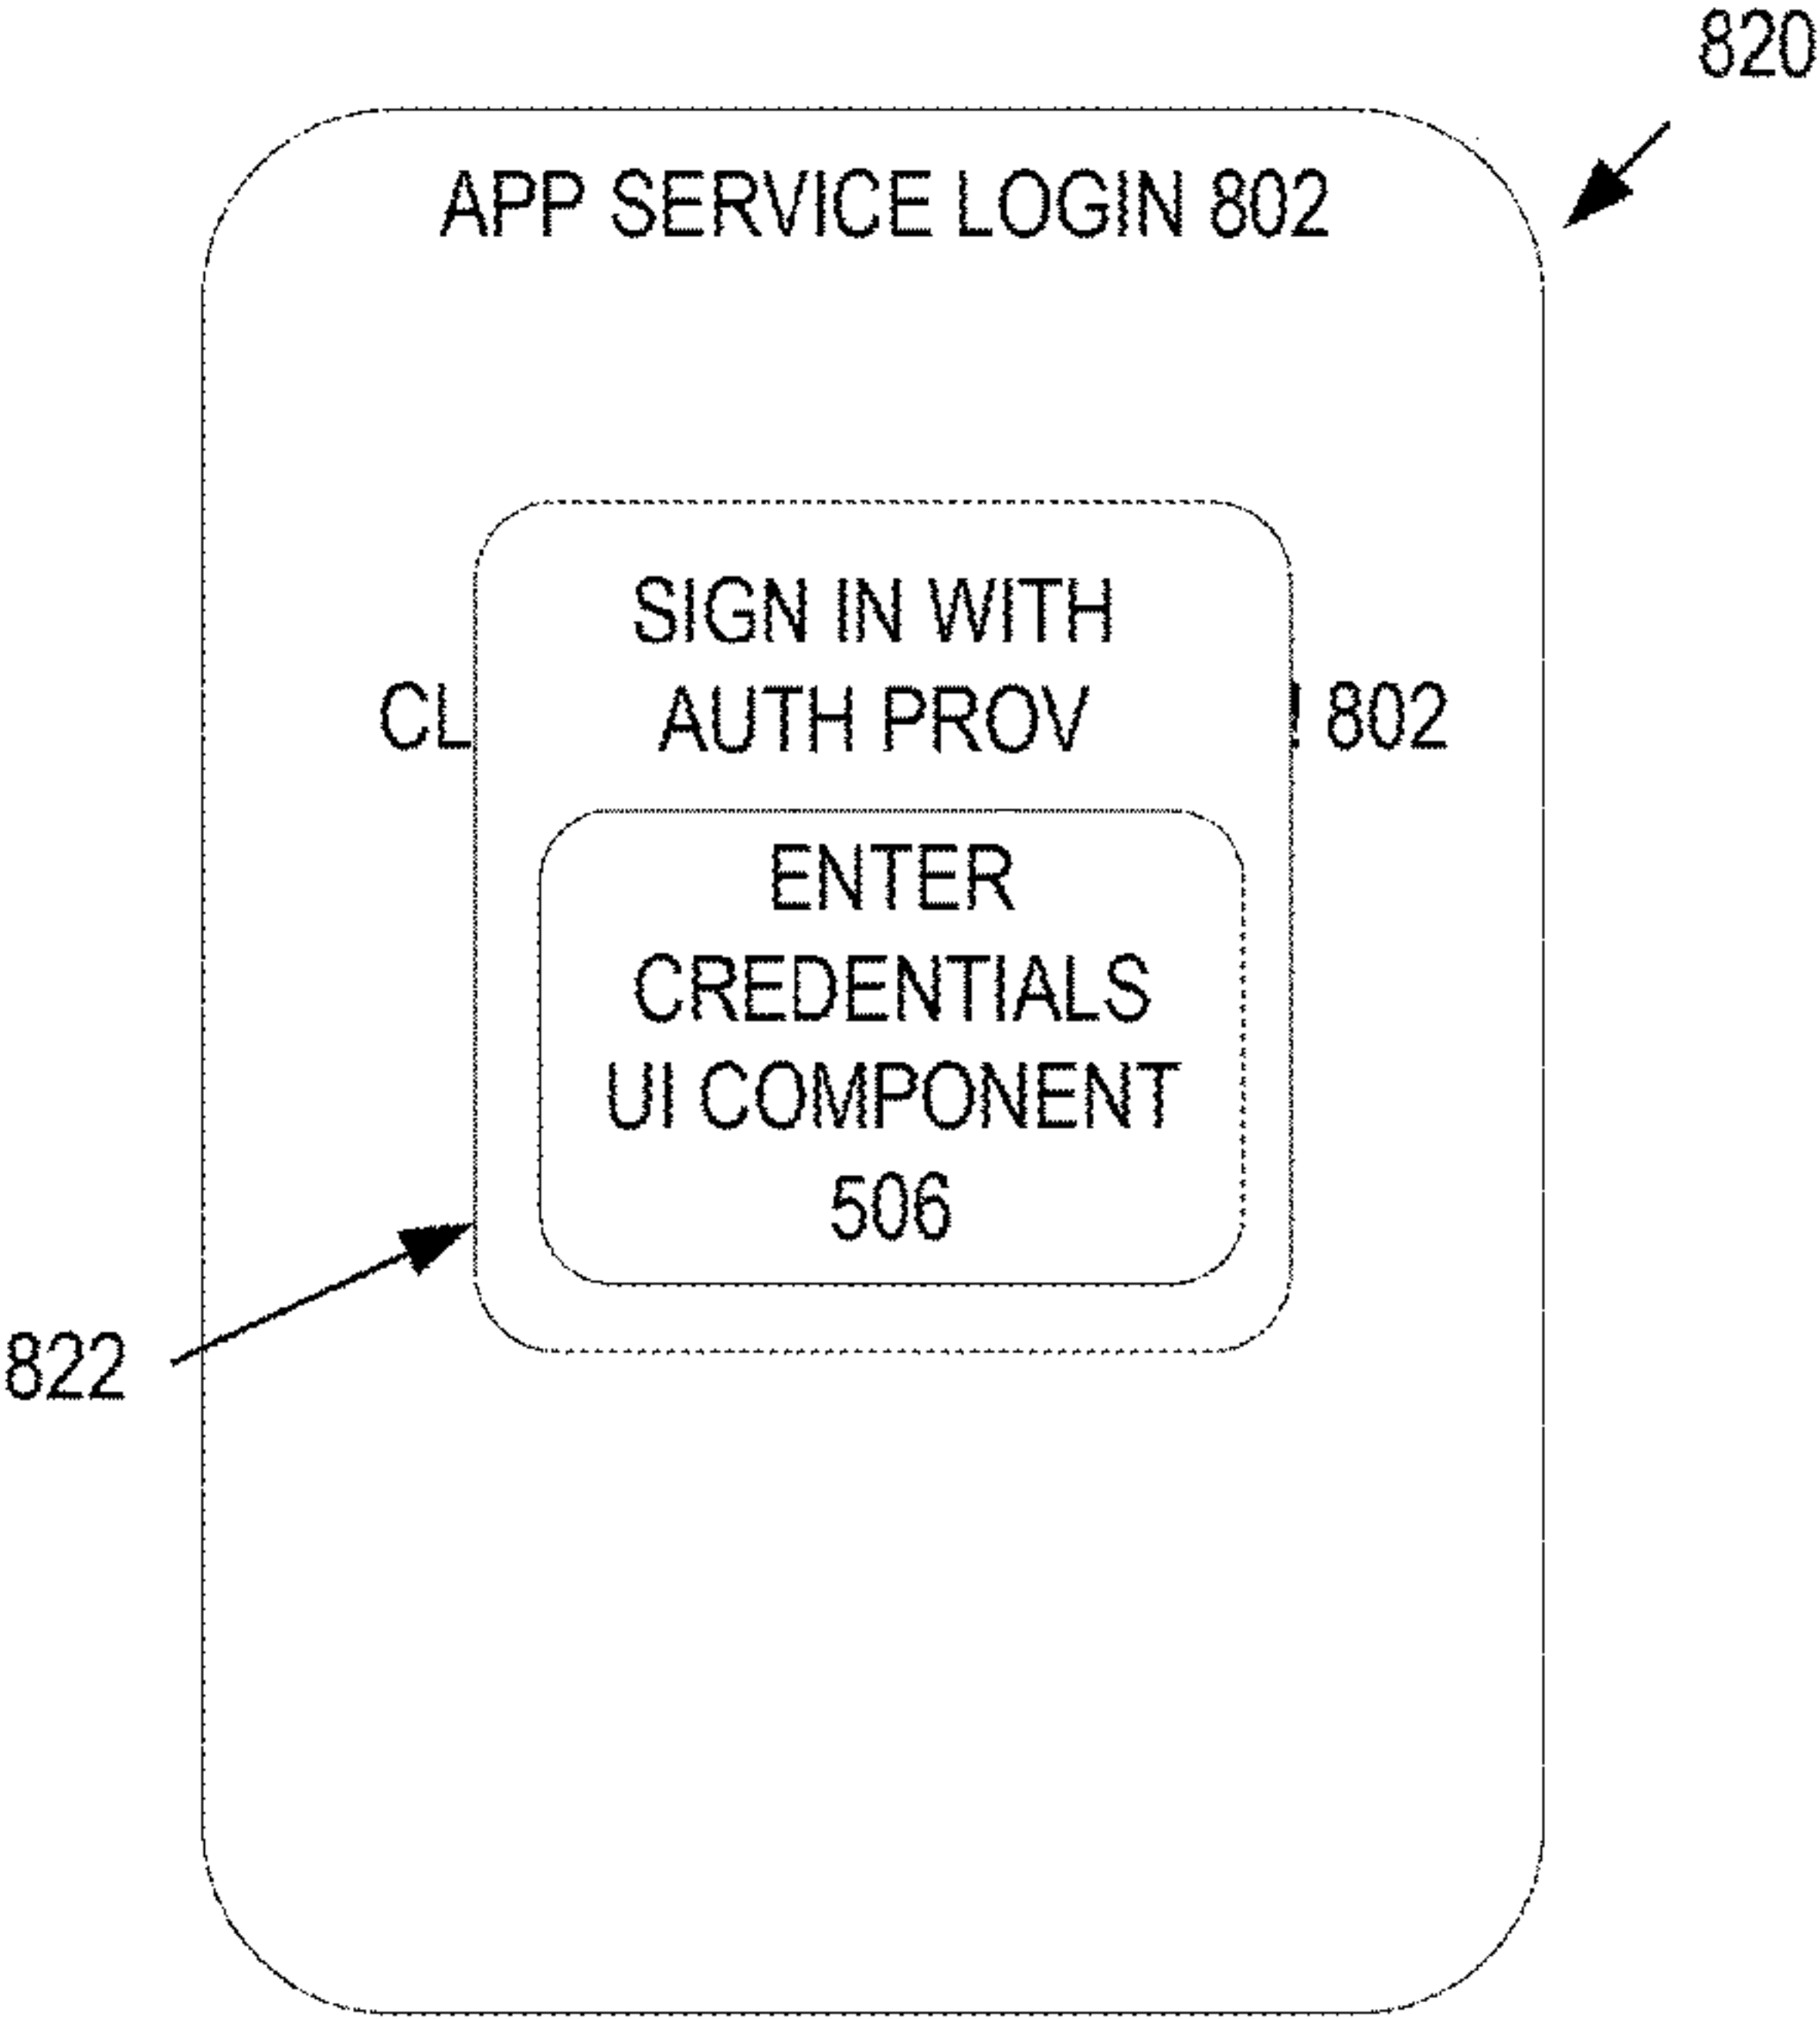 820
APP SERVICE LOGIN 802
SIGN IN WITH
CL AUTH PROV ! 802
ENTER
CREDENTIALS
UI COMPONENT
506
822